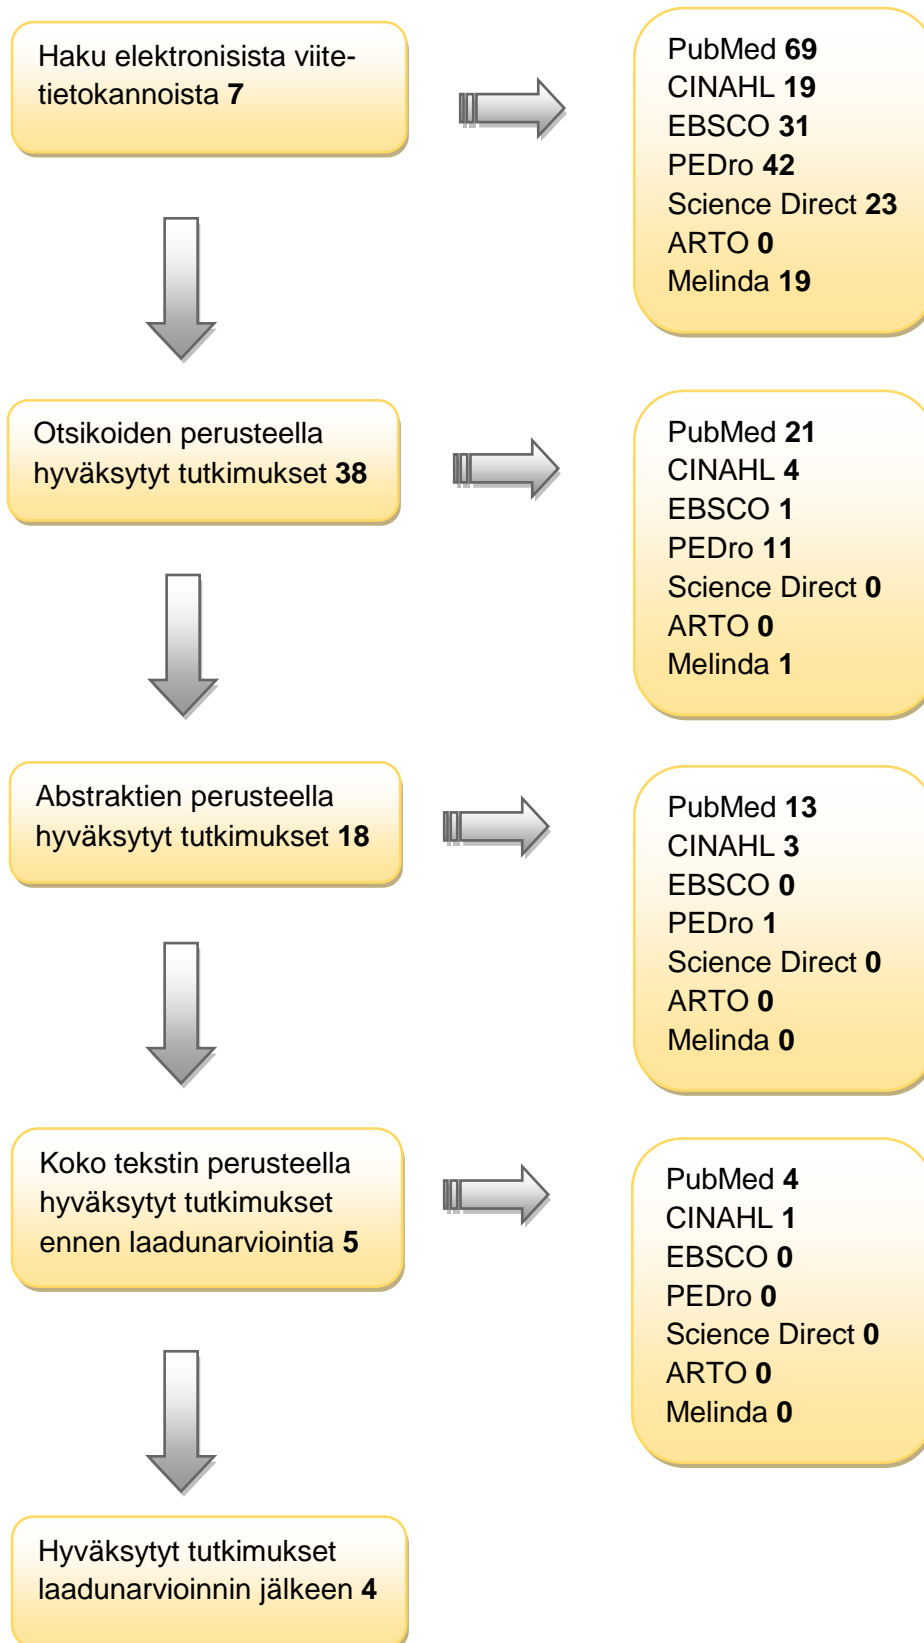 Haku elektronisista viite-
tietokannoista 7
PubMed 69
CINAHL 19
EBSCO 31
PEDro 42
Science Direct 23
ARTO 0
Melinda 19
Otsikoiden perusteella
hyväksytyt tutkimukset 38
PubMed 21
CINAHL 4
EBSCO 1
PEDro 11
Science Direct 0
ARTO 0
Melinda 1
Abstraktien perusteella
hyväksytyt tutkimukset 18
PubMed 13
CINAHL 3
EBSCO 0
PEDro 1
Science Direct 0
ARTO 0
Melinda 0
Koko tekstin perusteella
hyväksytyt tutkimukset
ennen laadunarviointia 5
PubMed 4
CINAHL 1
EBSCO 0
PEDro 0
Science Direct 0
ARTO 0
Melinda 0
Hyväksytyt tutkimukset
laadunarvioinnin jälkeen 4